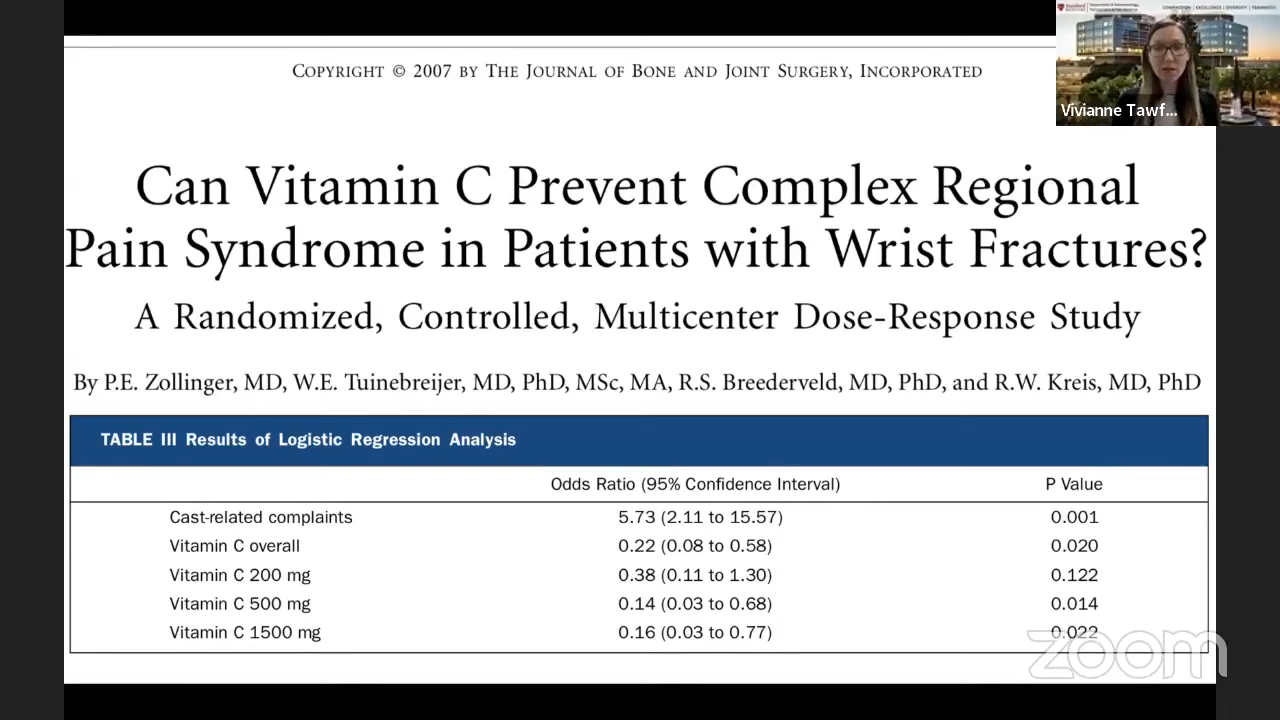 COPYRIGHT © 2007 BY THE JOURNAL OF BONE AND JOINT SURGERY, INCORPORATED
Vivianne Tawf...
Can Vitamin C Prevent Complex Regional
Pain Syndrome in Patients with Wrist Fractures?
A Randomized, Controlled, Multicenter Dose-Response Study
By P.E. Zollinger, MD, W.E. Tuinebreijer, MD, PhD, MSc, MA, R.S. Breederveld, MD, PhD, and R.W. Kreis, MD, PhD
TABLE III Results of Logistic Regression Analysis
Odds Ratio (95% Confidence Interval) P Value
Cast-related complaints 5.73 (2.11 to 15.57) 0.001
Vitamin C overall 0.22 (0.08 to 0.58) 0.020
Vitamin C 200 mg 0.38 (0.11 to 1.30) 0.122
Vitamin C 500 mg 0.14 (0.03 to 0.68) 0.014
Vitamin C 1500 mg 0.16 (0.03 to 0.77) 0.022
zoom